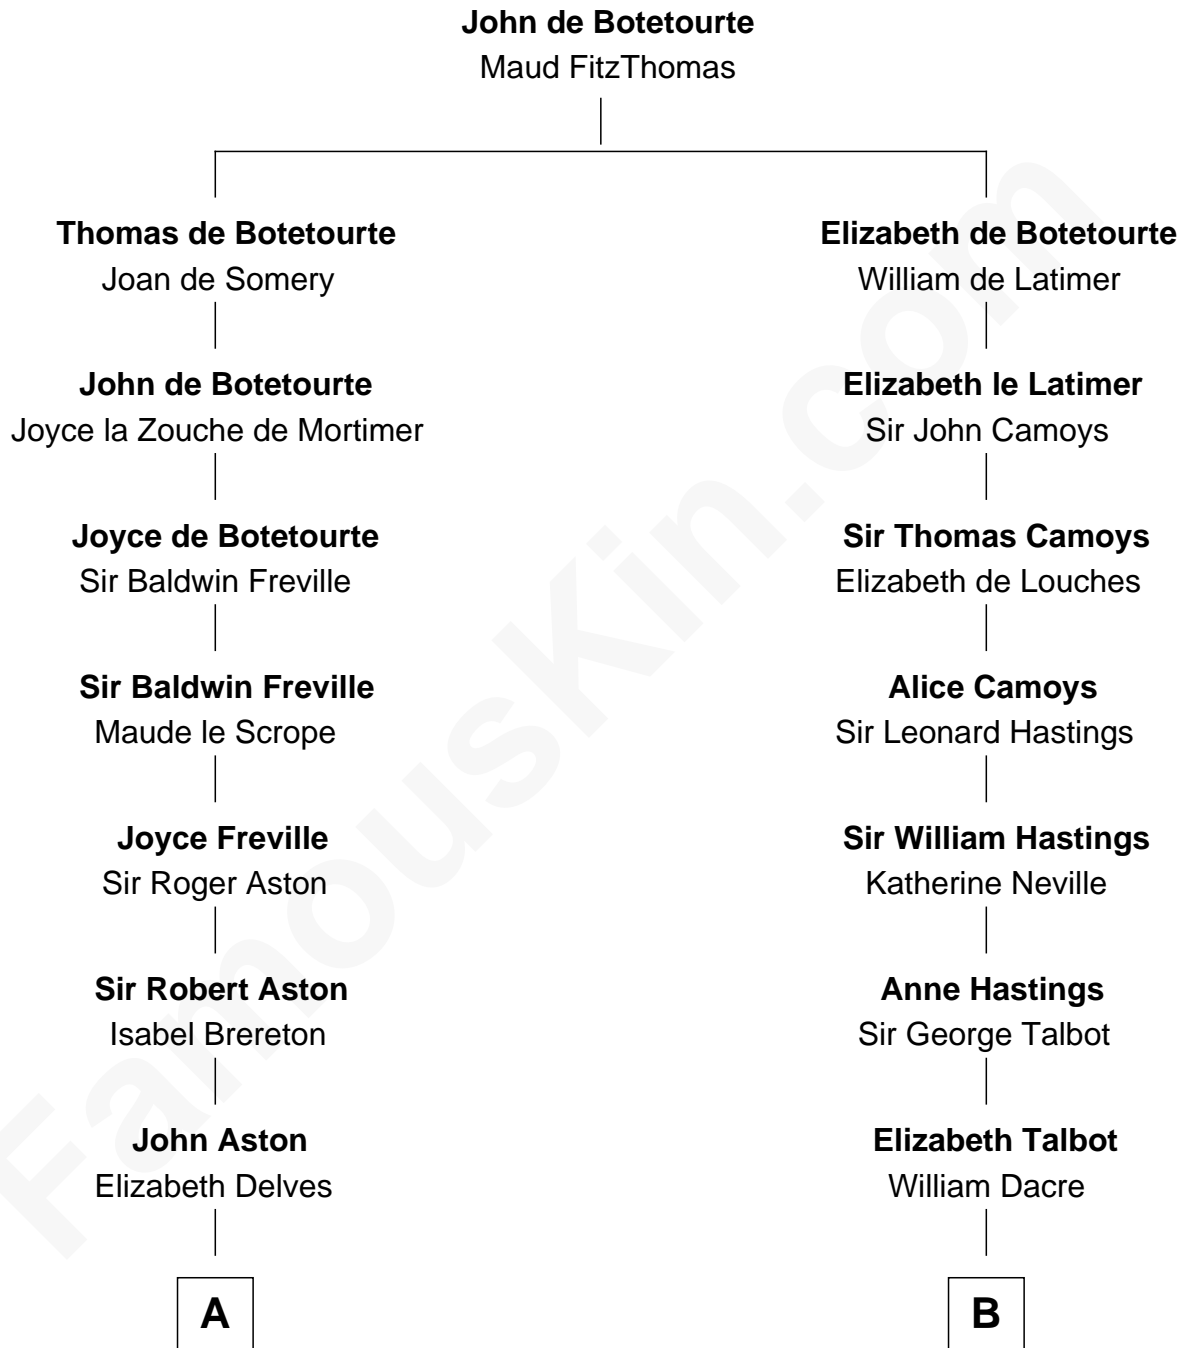 John de Botetourte
Maud FitzThomas
Thomas de Botetourte
Joan de Somery
Elizabeth de Botetourte
William de Latimer
John de Botetourte
Joyce la Zouche de Mortimer
Elizabeth le Latimer
Sir John Camoys
Joyce de Botetourte
Sir Baldwin Freville
Sir Thomas Camoys
Elizabeth de Louches
Sir Baldwin Freville
Maude le Scrope
Alice Camoys
Sir Leonard Hastings
Joyce Freville
Sir Roger Aston
Sir William Hastings
Katherine Neville
Sir Robert Aston
Isabel Brereton
Anne Hastings
Sir George Talbot
John Aston
Elizabeth Delves
Elizabeth Talbot
William Dacre
A
B
FamousKin.com